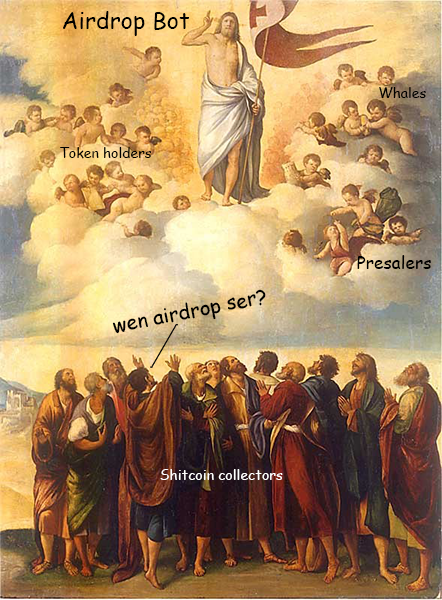 Airdrop Bot
Whales
Token holders
Presalers
wen airdrop ser?
Shitcoin collectors